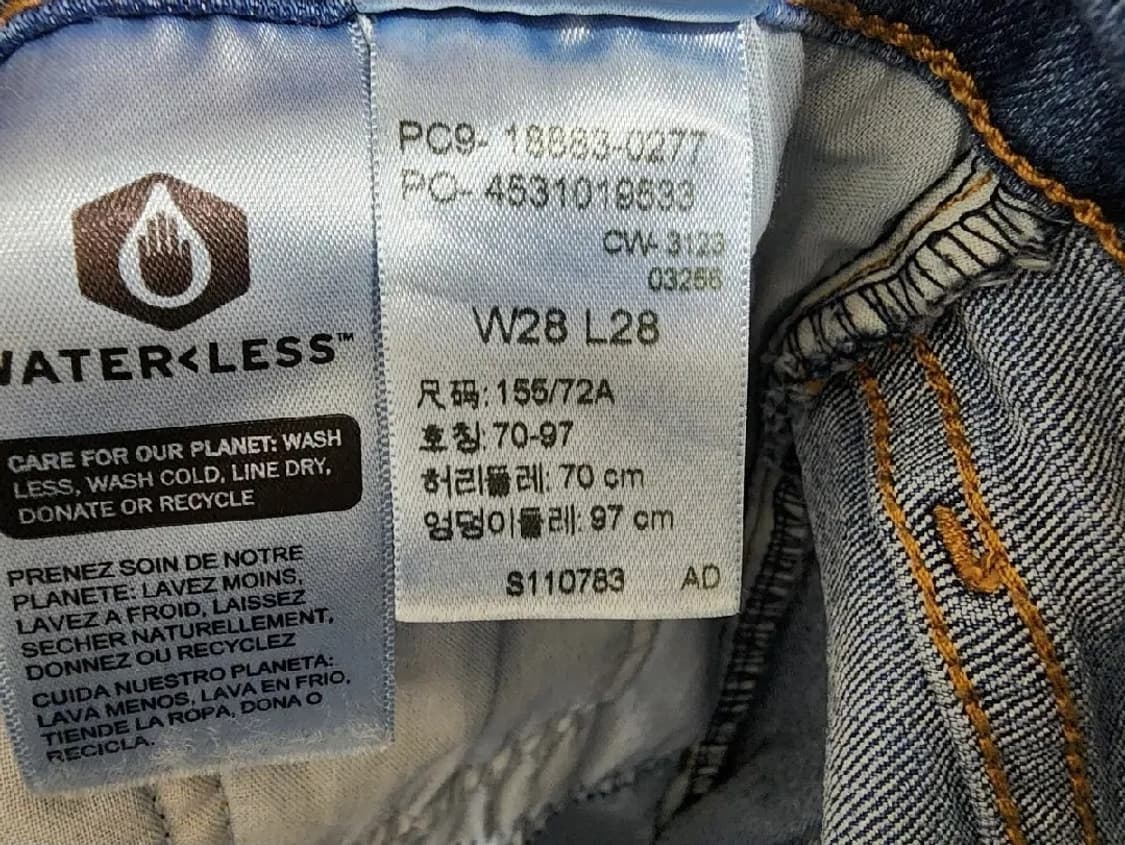 WATER<LESS™
CARE FOR OUR PLANET: WASH
LESS, WASH COLD, LINE DRY,
DONATE OR RECYCLE
PRENEZ SOIN DE NOTRE
PLANETE: LAVEZ MOINS,
LAVEZ A FROID, LAISSEZ
SECHER NATURELLEMENT,
DONNEZ OU RECYCLEZ
CUIDA NUESTRO PLANETA:
LAVA MENOS, LAVA EN FRIO,
TIENDE LA ROPA, DONA O
RECICLA.
PC9- 18883-0277
PO- 4531019533
CW- 3123
03256
W28 L28
尺码: 155/72A
호칭: 70-97
허리둘레: 70 cm
엉덩이둘레: 97 cm
S110783 AD